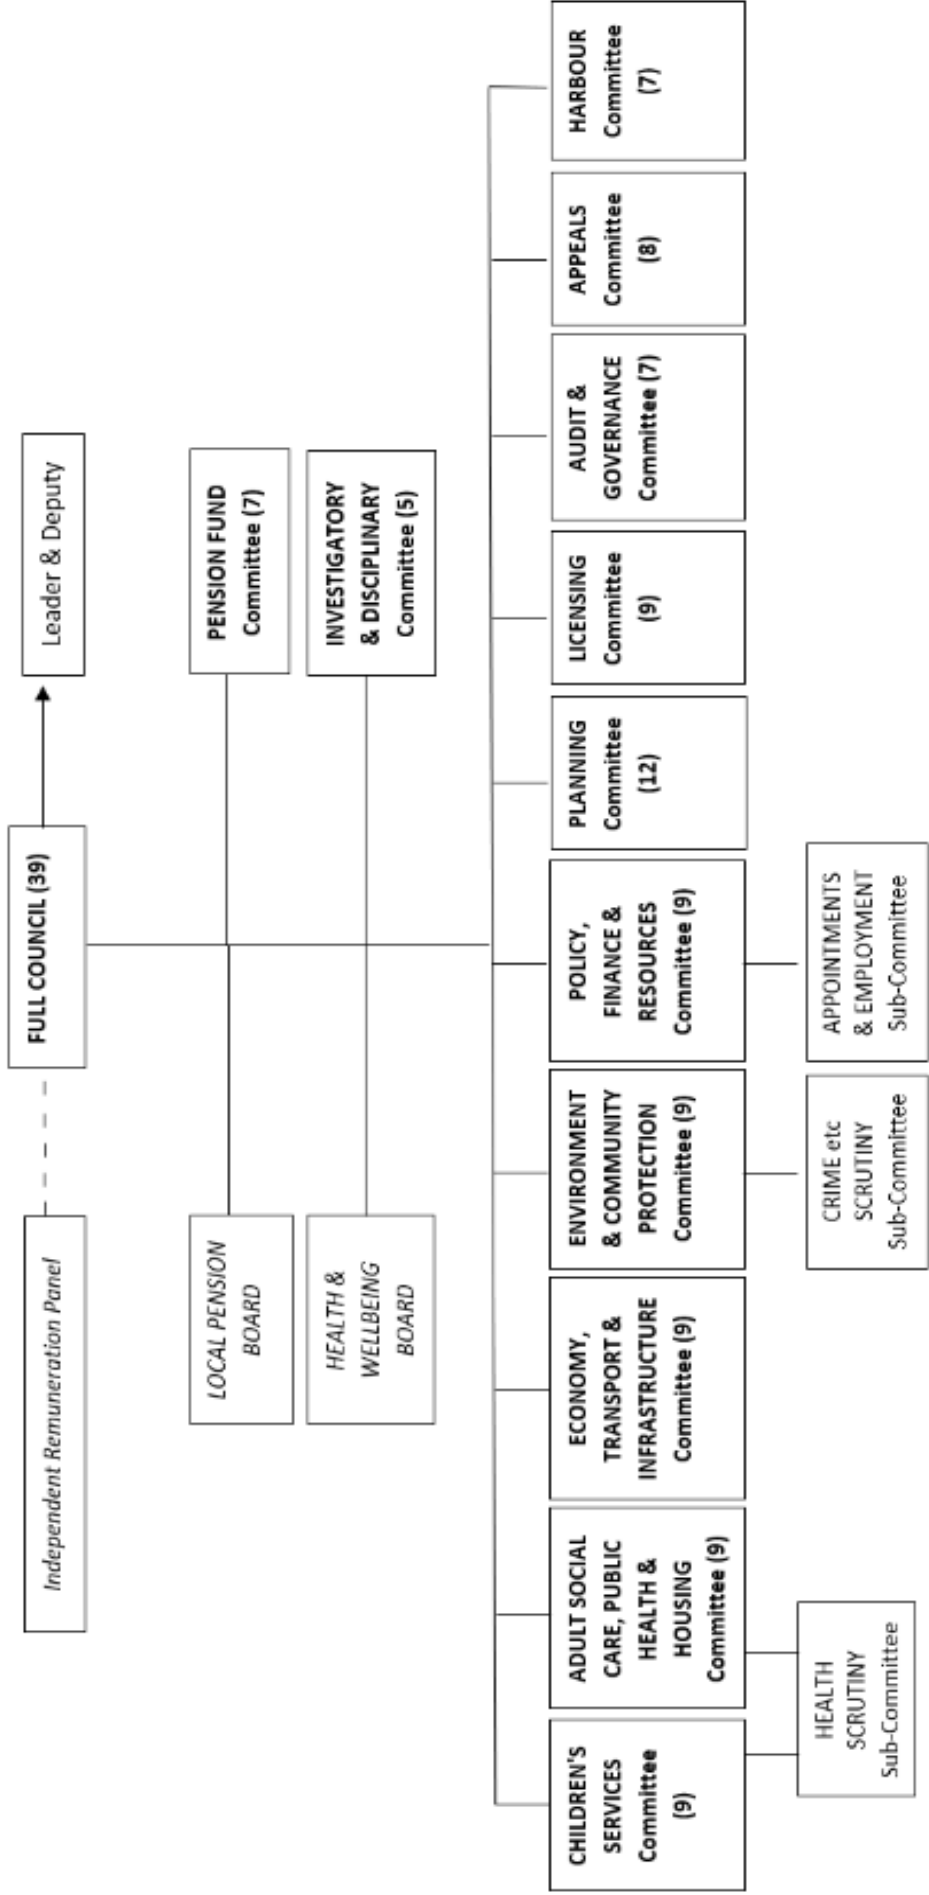 FULL COUNCIL (39)
Leader & Deputy
Independent Remuneration Panel
LOCAL PENSION
BOARD
PENSION FUND
Committee (7)
HEALTH &
WELLBEING
BOARD
INVESTIGATORY
& DISCIPLINARY
Committee (5)
CHILDREN'S
SERVICES
Committee
(9)
ADULT SOCIAL
CARE, PUBLIC
HEALTH &
HOUSING
Committee (9)
ECONOMY,
TRANSPORT &
INFRASTRUCTURE
Committee (9)
ENVIRONMENT
& COMMUNITY
PROTECTION
Committee (9)
POLICY,
FINANCE &
RESOURCES
Committee (9)
PLANNING
Committee
(12)
LICENSING
Committee
(9)
AUDIT &
GOVERNANCE
Committee (7)
APPEALS
Committee
(8)
HARBOUR
Committee
(7)
HEALTH
SCRUTINY
Sub-Committee
CRIME etc
SCRUTINY
Sub-Committee
APPOINTMENTS
& EMPLOYMENT
Sub-Committee